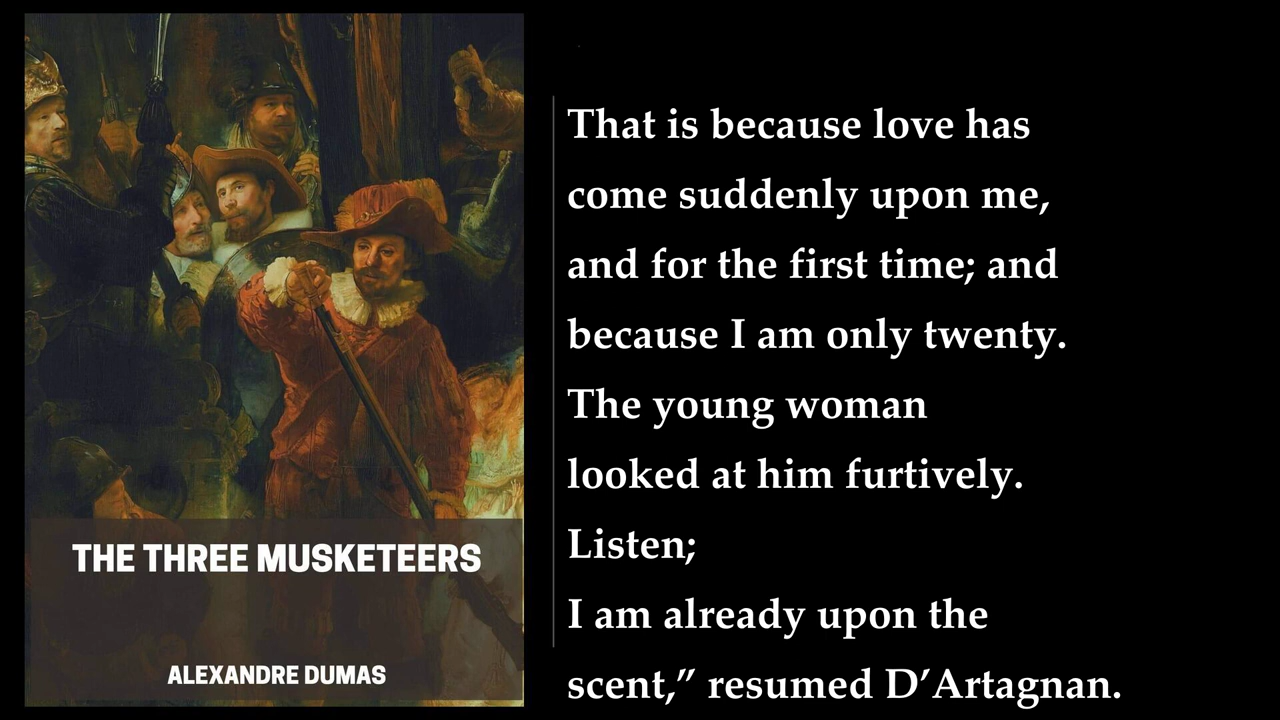 THE THREE MUSKETEERS
ALEXANDRE DUMAS
That is because love has
come suddenly upon me,
and for the first time; and
because I am only twenty.
The young woman
looked at him furtively.
Listen;
I am already upon the
scent,” resumed D’Artagnan.